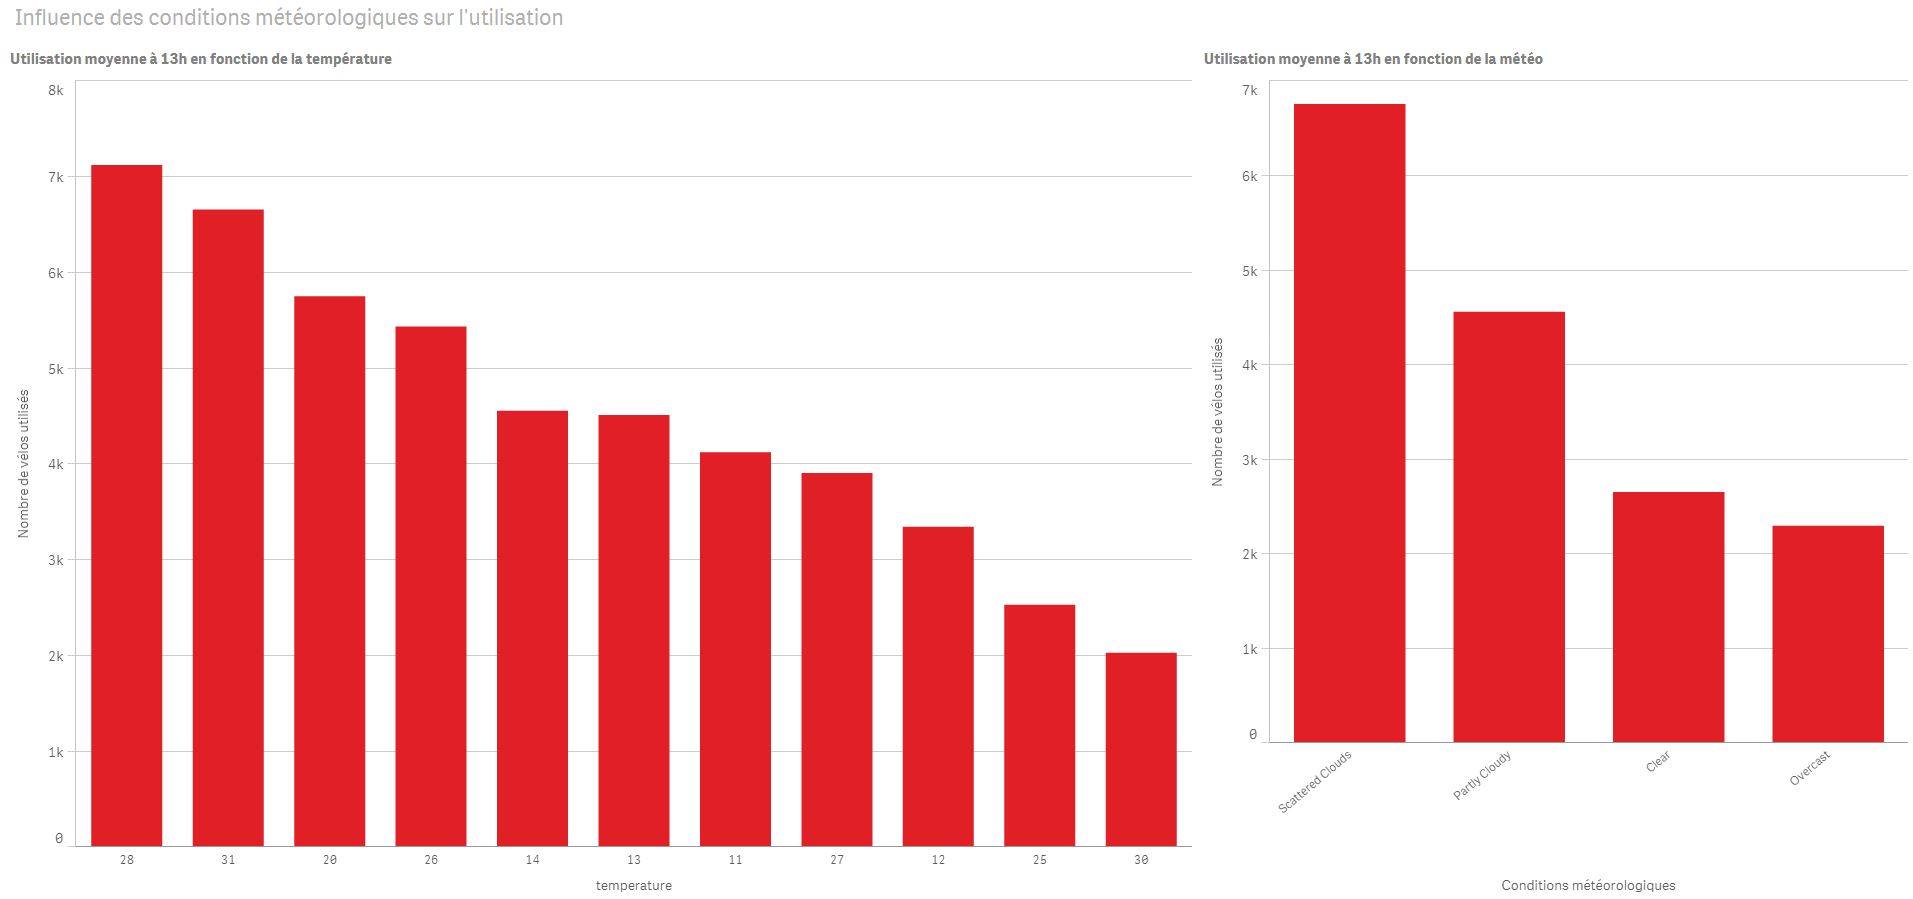 Influence des conditions météorologiques sur l'utilisation
Utilisation moyenne à 13h en fonction de la température
8k
7k
6k
5k
4k
3k
2k
1k
0
Nombre de vélos utilisés
28 31 20 26 14 13 11 27 12 25 30
temperature
Utilisation moyenne à 13h en fonction de la météo
7k
6k
5k
4k
3k
2k
1k
0
Nombre de vélos utilisés
Scattered Clouds
Partly Cloudy
Clear
Overcast
Conditions météorologiques